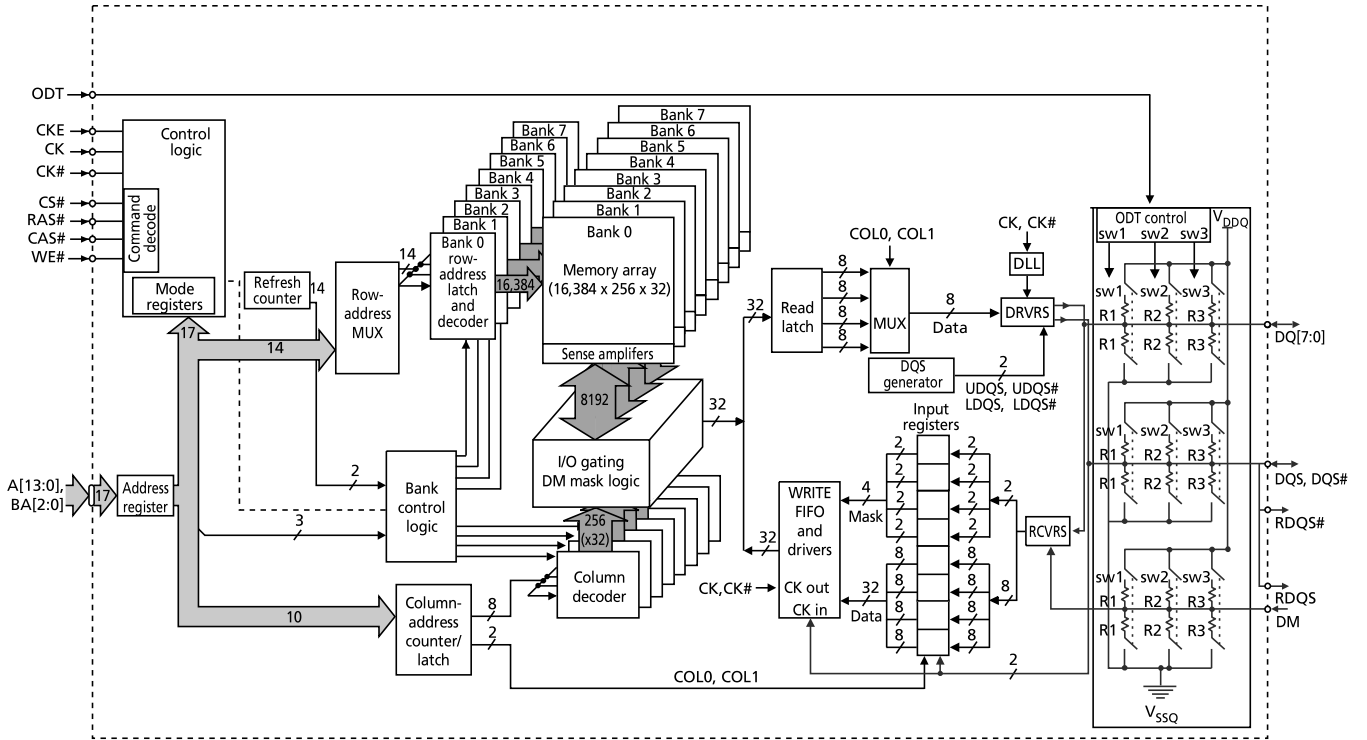 ODT
CKE
CK
CK#
CS#
RAS#
CAS#
WE#
Control
logic
Command
decode
Mode
registers
Refresh
counter
14
17
14
Row-
address
MUX
14
Bank 7
Bank 6
Bank 5
Bank 4
Bank 3
Bank 2
Bank 1
Bank 0
row-
address
latch
and
decoder
16,384
Bank 7
Bank 6
Bank 5
Bank 4
Bank 3
Bank 2
Bank 1
Bank 0
Memory array
(16,384 x 256 x 32)
Sense amplifers
8192
I/O gating
DM mask logic
256
(x32)
Column
decoder
A[13:0],
BA[2:0]
17
Address
register
2
3
Bank
control
logic
10
Column-
address
counter/
latch
8
2
COL0, COL1
32
32
32
Read
latch
8
8
8
8
COL0, COL1
MUX
8
Data
CK, CK#
DLL
DRVRS
DQS
generator
2
UDQS, UDQS#
LDQS, LDQS#
Input
registers
WRITE
FIFO
and
drivers
CK out
CK in
CK,CK#
4
Mask
32
Data
2
2
2
2
8
8
8
8
2
2
2
2
8
8
8
8
2
8
RCVRS
2
ODT control
sw1 sw2 sw3
VDDQ
sw1 sw2 sw3
R1 R2 R3
R1 R2 R3
sw1 sw2 sw3
R1 R2 R3
R1 R2 R3
sw1 sw2 sw3
R1 R2 R3
R1 R2 R3
VSSQ
DQ[7:0]
DQS, DQS#
RDQS#
RDQS
DM